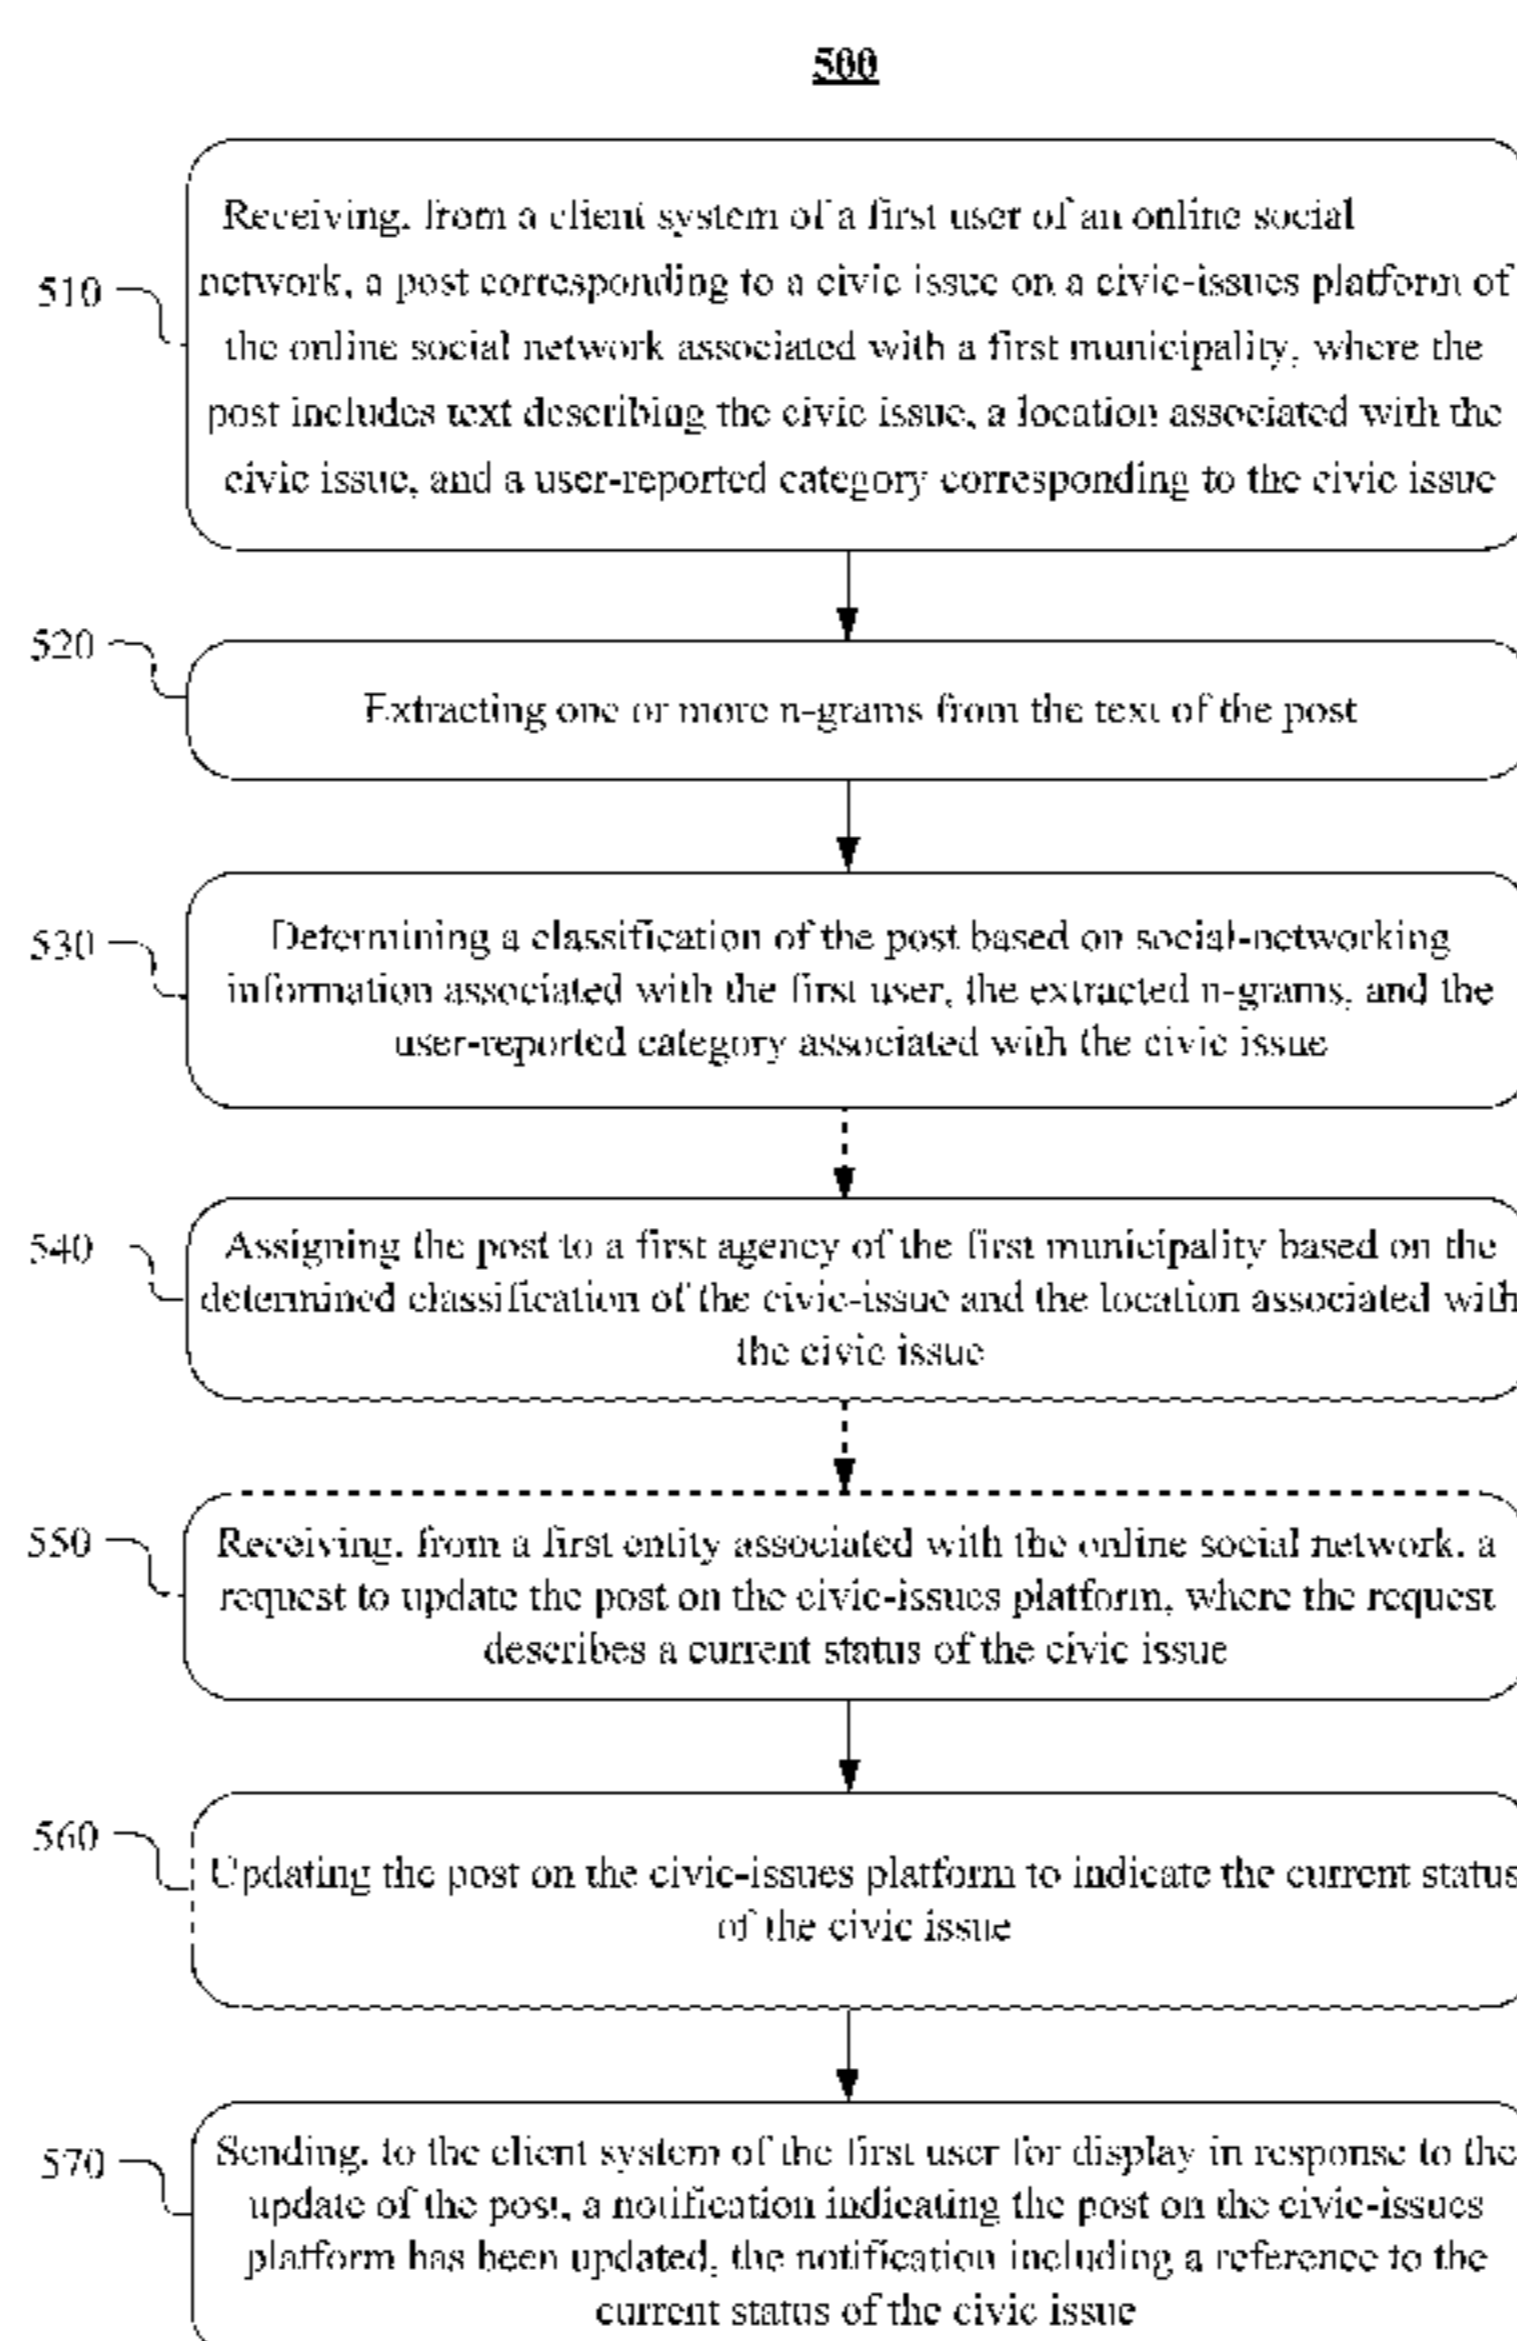 500
510
Receiving, from a client system of a first user of an online social
network, a post corresponding to a civic issue on a civic-issues platform of
the online social network associated with a first municipality, where the
post includes text describing the civic issue, a location associated with the
civic issue, and a user-reported category corresponding to the civic issue
520
Extracting one or more n-grams from the text of the post
530
Determining a classification of the post based on social-networking
information associated with the first user, the extracted n-grams, and the
user-reported category associated with the civic issue
540
Assigning the post to a first agency of the first municipality based on the
determined classification of the civic-issue and the location associated with
the civic issue
550
Receiving, from a first entity associated with the online social network, a
request to update the post on the civic-issues platform, where the request
describes a current status of the civic issue
560
Updating the post on the civic-issues platform to indicate the current status
of the civic issue
570
Sending, to the client system of the first user for display in response to the
update of the post, a notification indicating the post on the civic-issues
platform has been updated, the notification including a reference to the
current status of the civic issue